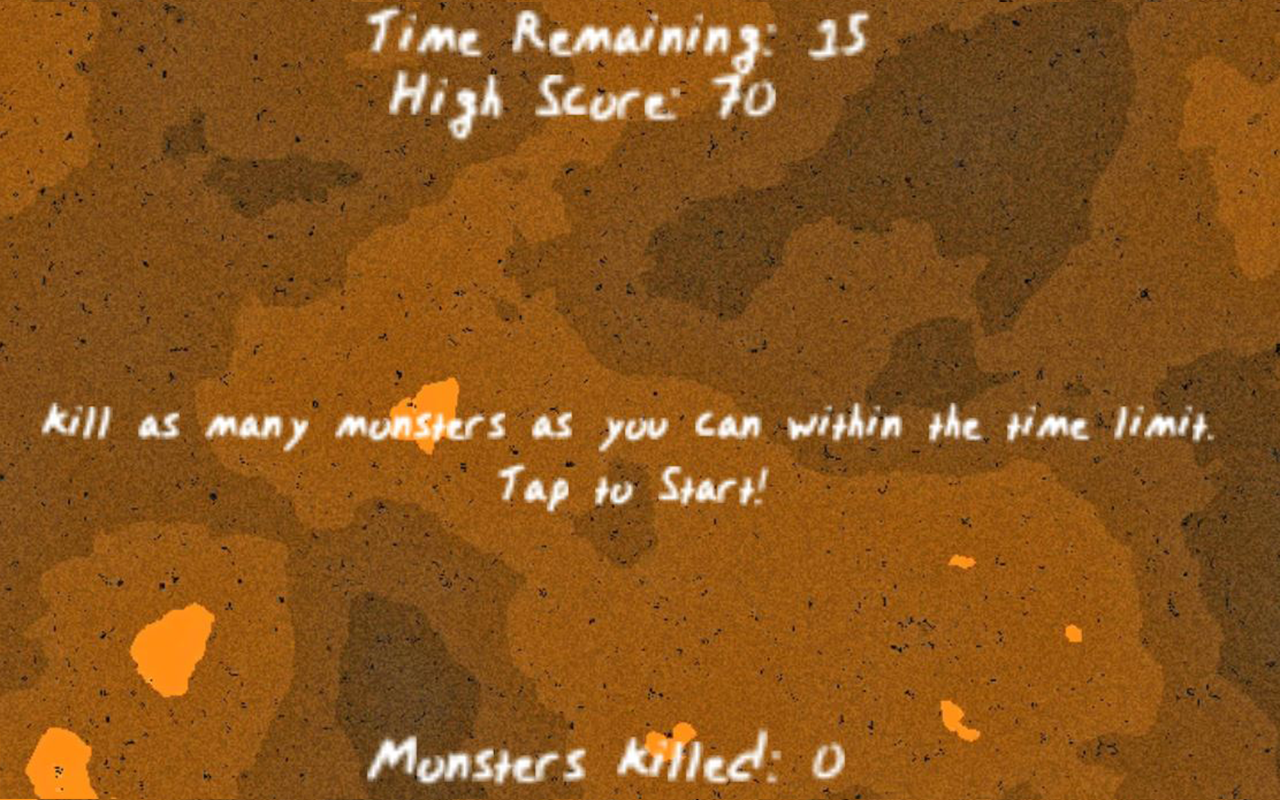 Time Remaining: 15
High Score: 70
Kill as many monsters as you can within the time limit.
Tap to Start!
Monsters Killed: 0